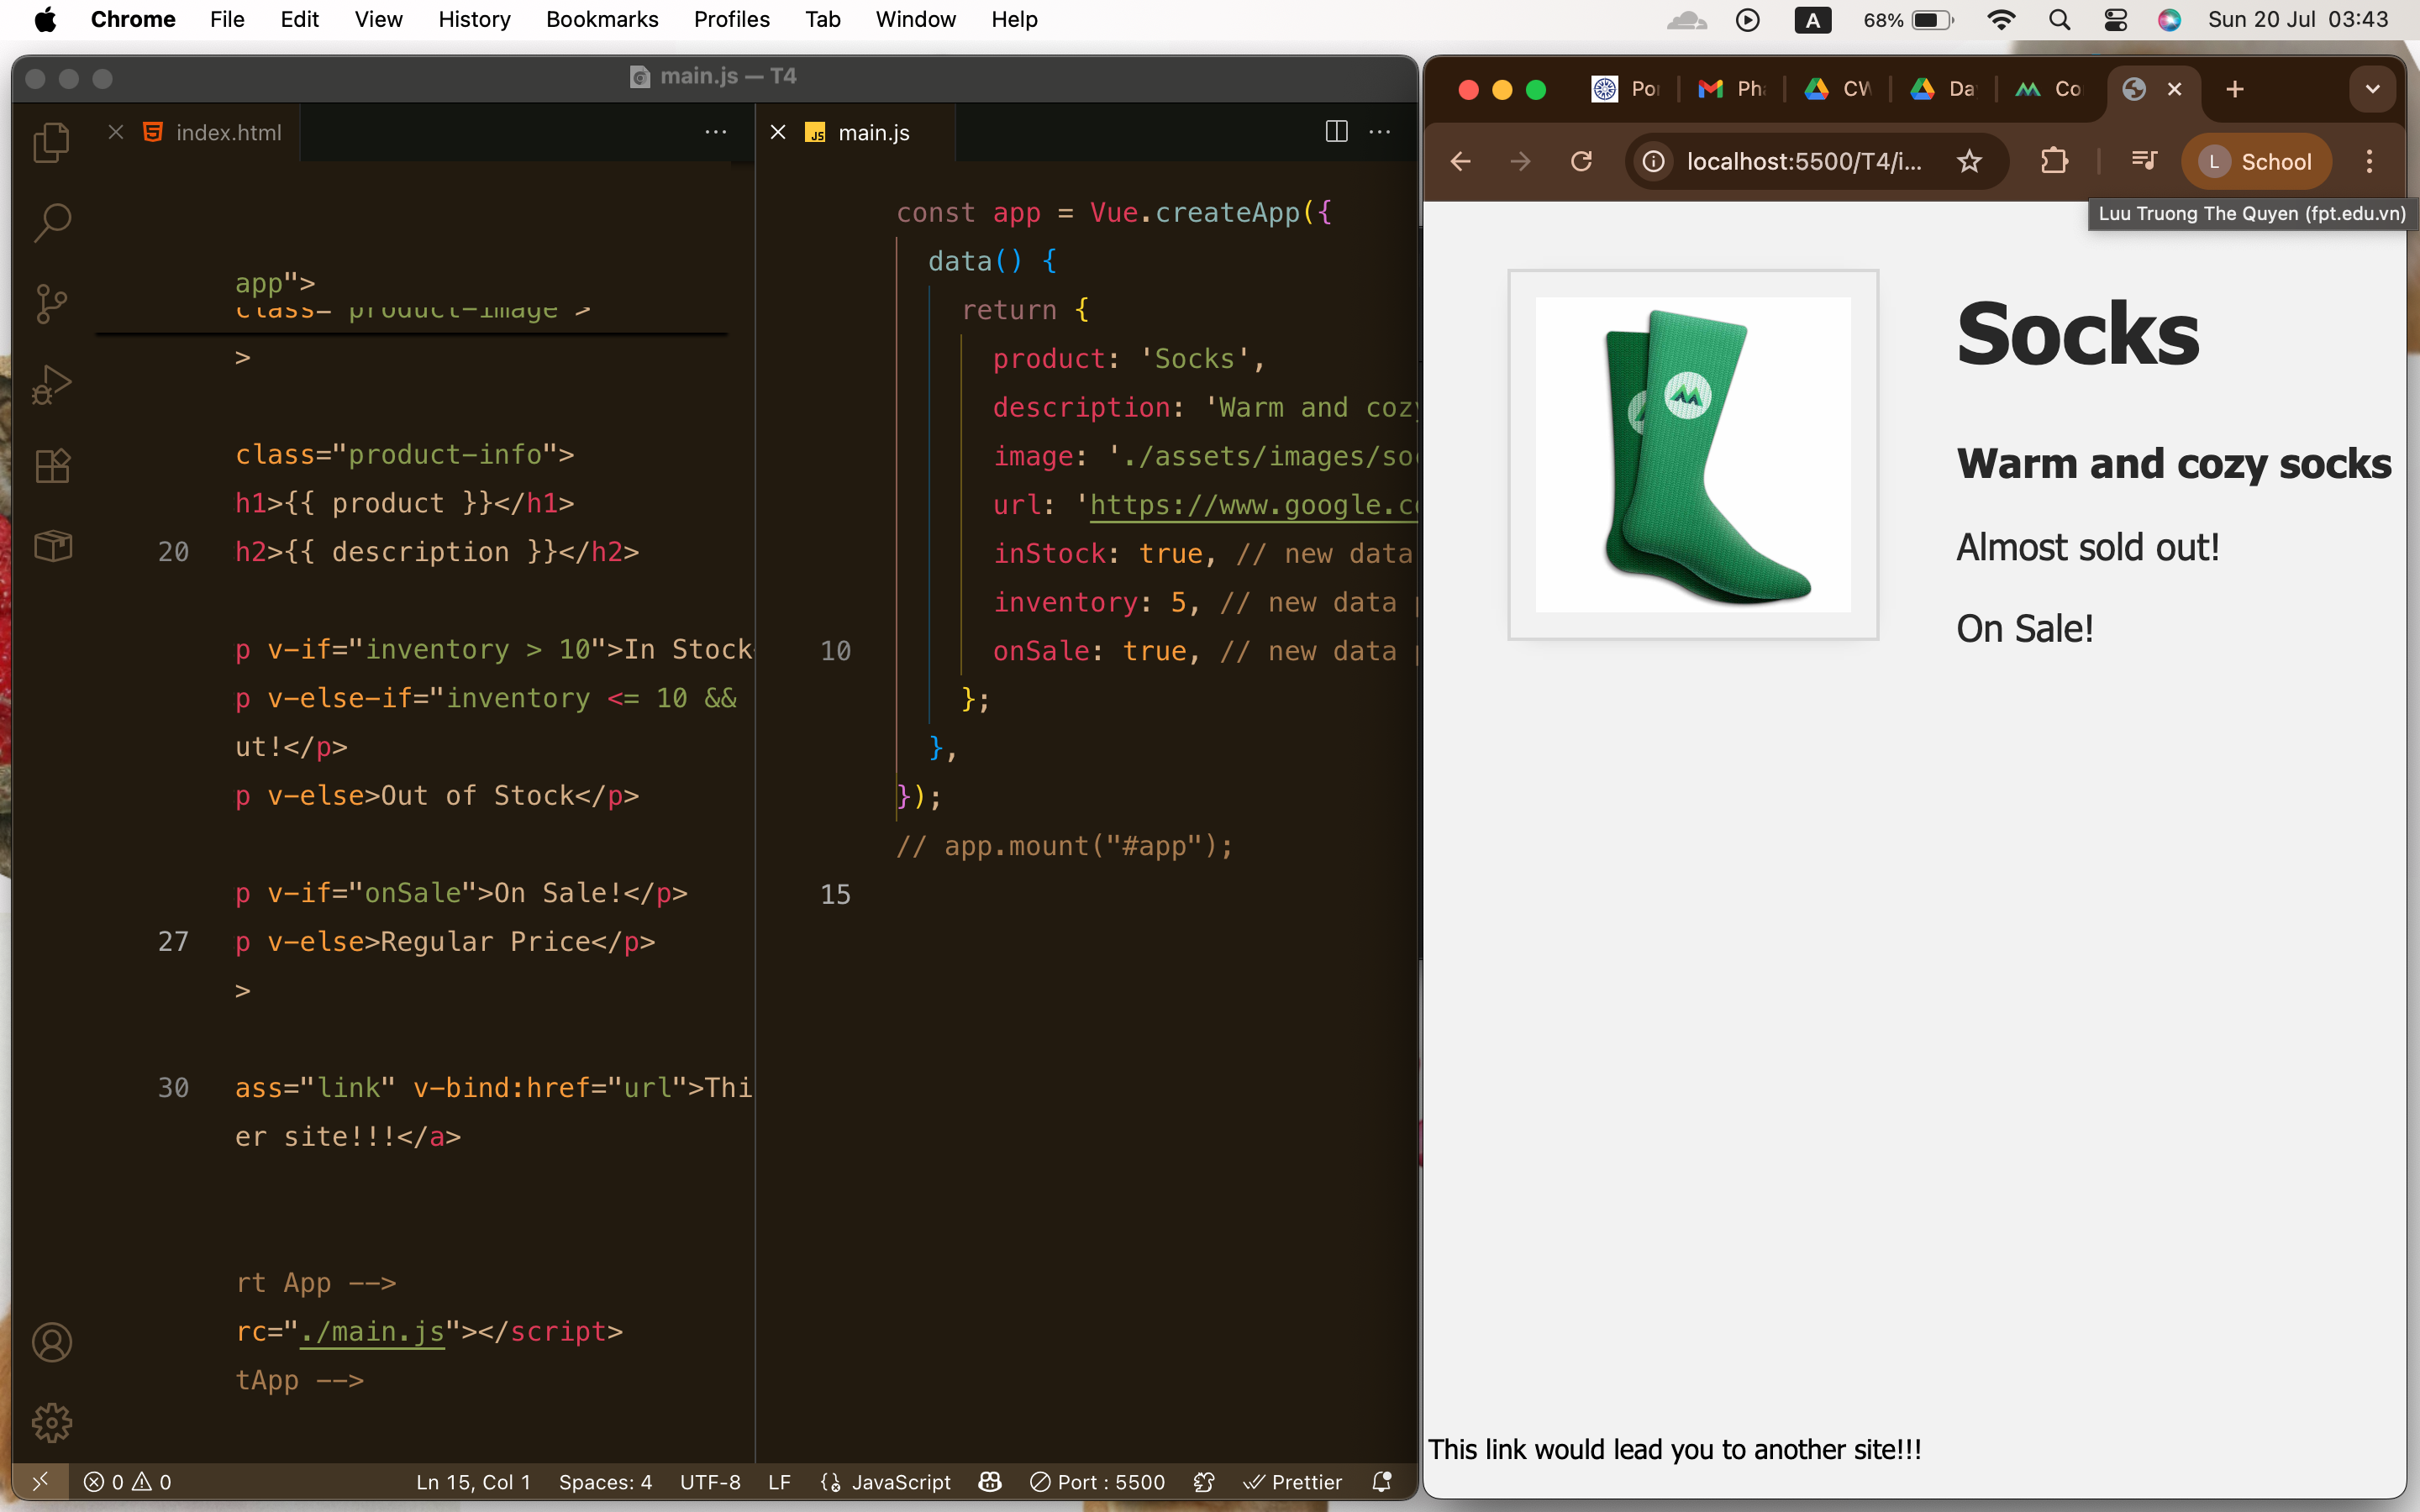 Chrome File Edit View History Bookmarks Profiles Tab Window Help
A 68% Sun 20 Jul 03:43
main.js — T4
index.html ···
app">
class="product-image">
>
class="product-info">
h1>{{ product }}</h1>
20 h2>{{ description }}</h2>
p v-if="inventory > 10">In Stock
p v-else-if="inventory <= 10 &&
ut!</p>
p v-else>Out of Stock</p>
p v-if="onSale">On Sale!</p>
27 p v-else>Regular Price</p>
>
30 ass="link" v-bind:href="url">Thi
er site!!!</a>
rt App -->
rc="./main.js"></script>
tApp -->
JS main.js ···
const app = Vue.createApp({
data() {
return {
product: 'Socks',
description: 'Warm and cozy
image: './assets/images/so
url: 'https://www.google.c
inStock: true, // new data
inventory: 5, // new data
10 onSale: true, // new data
};
},
});
// app.mount("#app");
15
0 0 Ln 15, Col 1 Spaces: 4 UTF-8 LF JavaScript Port : 5500 Prettier
Po Ph CW Da Co
localhost:5500/T4/i... L School
Luu Truong The Quyen (fpt.edu.vn)
Socks
Warm and cozy socks
Almost sold out!
On Sale!
This link would lead you to another site!!!